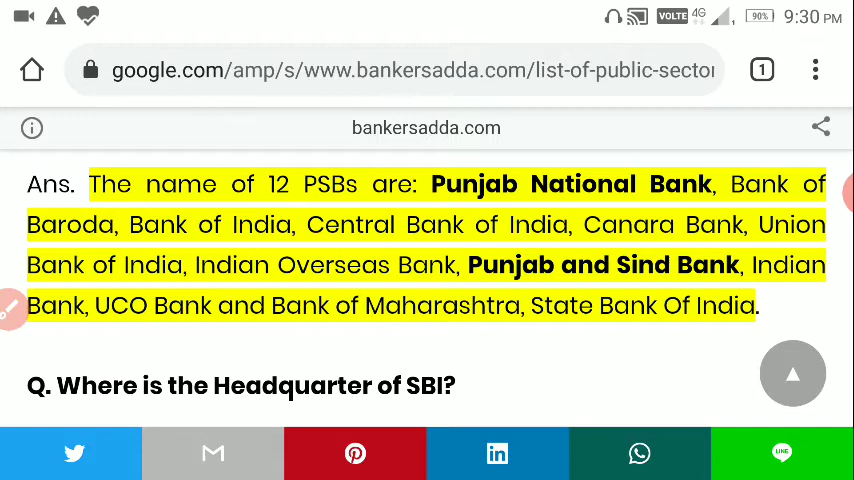 VOLTE 4G 90% 9:30 PM
google.com/amp/s/www.bankersadda.com/list-of-public-sector 1
bankersadda.com
Ans. The name of 12 PSBs are: Punjab National Bank, Bank of
Baroda, Bank of India, Central Bank of India, Canara Bank, Union
Bank of India, Indian Overseas Bank, Punjab and Sind Bank, Indian
Bank, UCO Bank and Bank of Maharashtra, State Bank Of India.
Q. Where is the Headquarter of SBI?
LINE